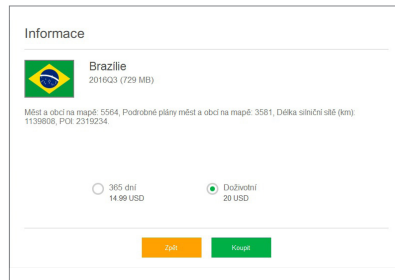 Informace
Brazílie
2016Q3 (729 MB)
Měst a obcí na mapě: 5564, Podrobné plány měst a obcí na mapě: 3581, Délka silniční sítě (km):
1139808, POI: 2319234.
365 dní
14.99 USD
Doživotní
20 USD
Zpět
Koupit